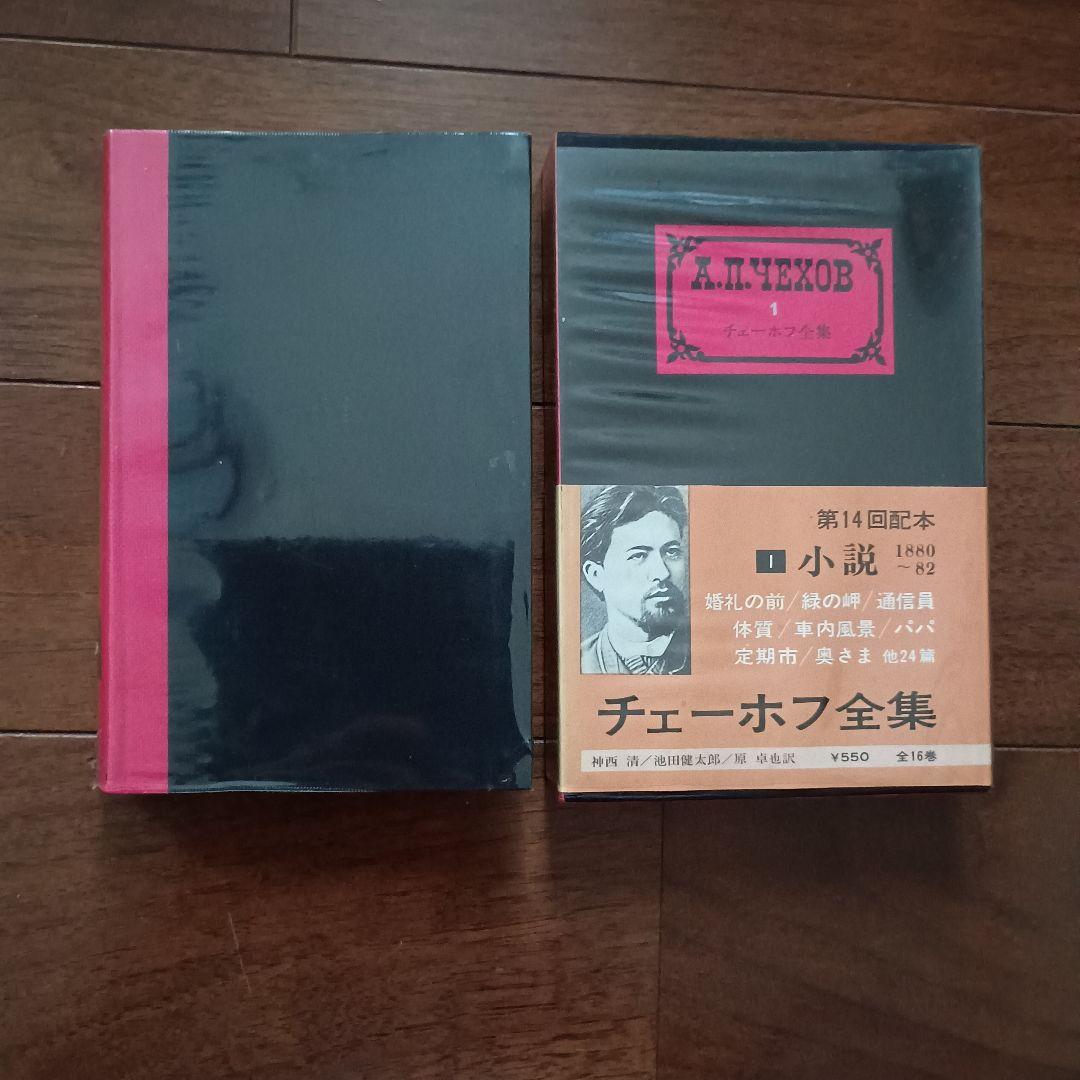 А.П.ЧЕХОВ
1
チェーホフ全集
第14回配本
1 小説 1880～82
婚礼の前/緑の岬/通信員
体質/車内風景/パパ
定期市/奥さま 他24篇
チェーホフ全集
神西 清/池田健太郎/原 卓也訳 ¥550 全16巻